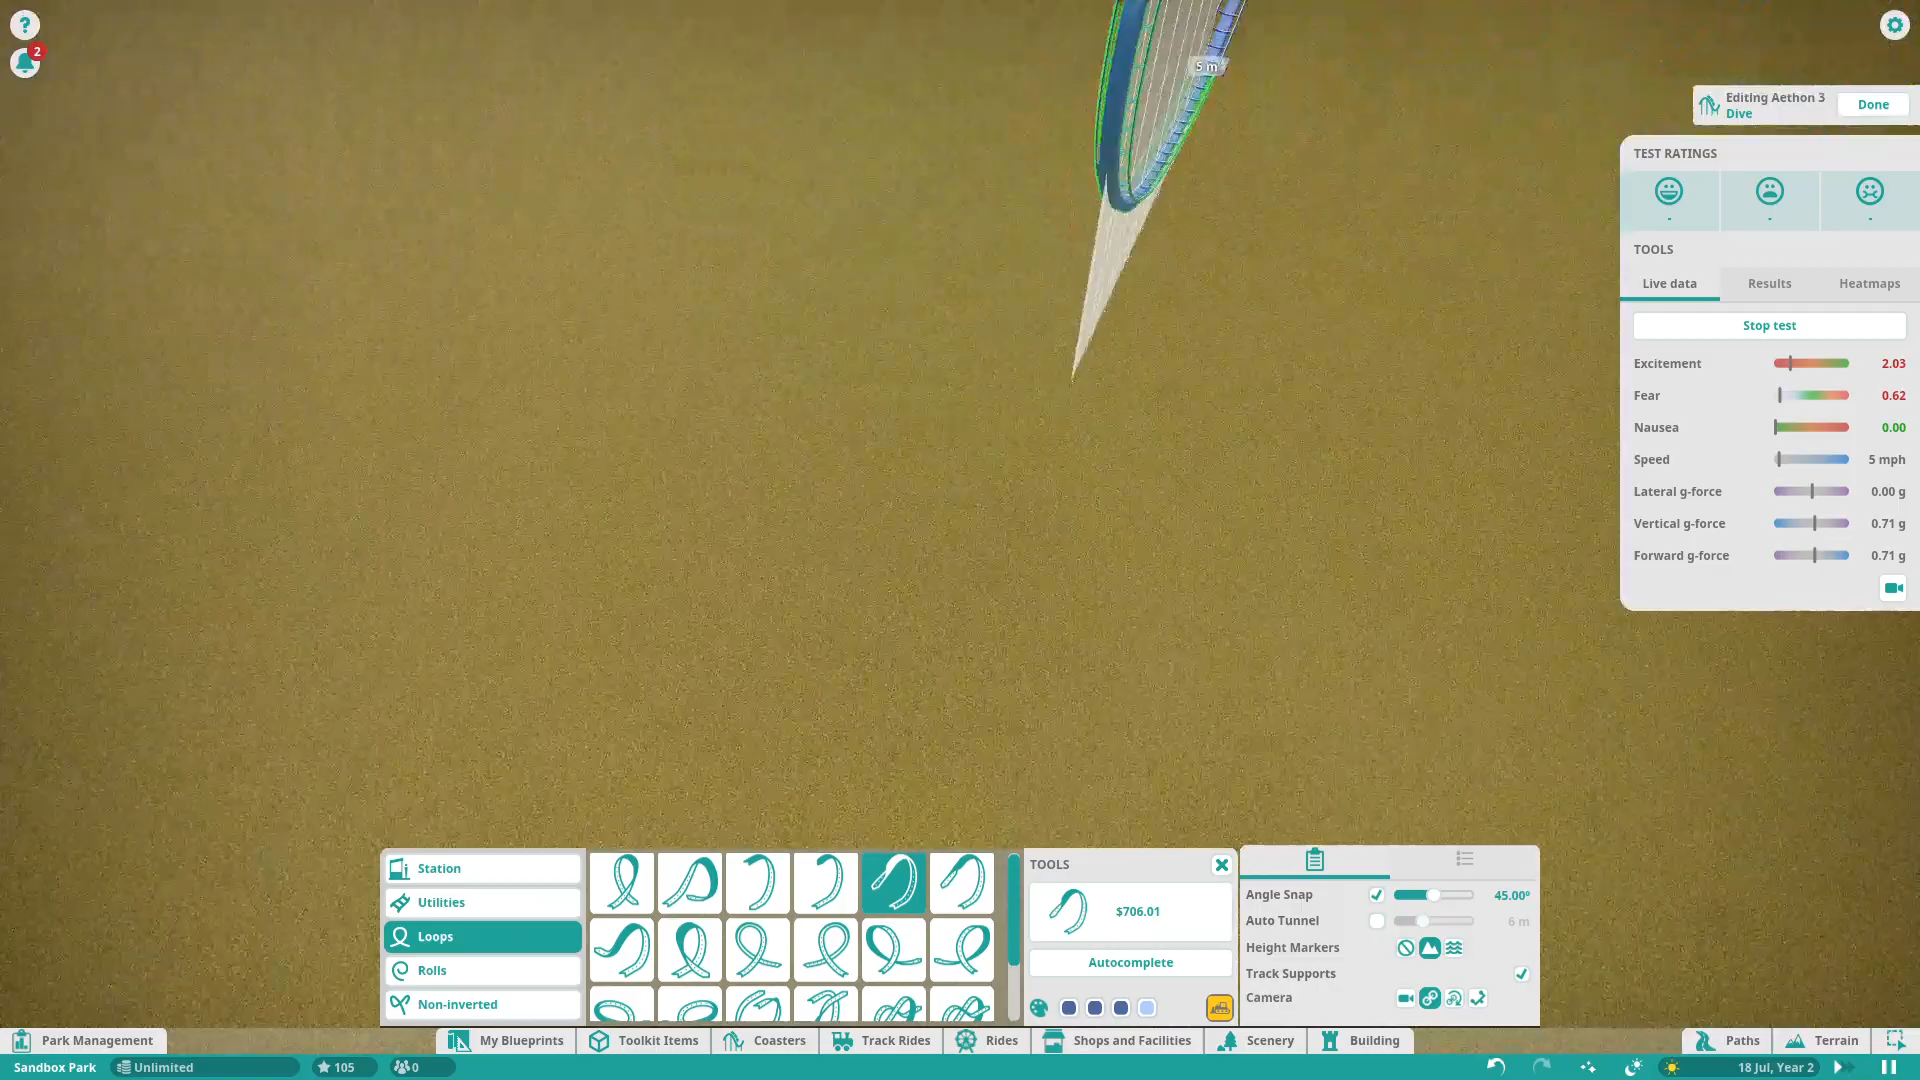 ?
2
5 m
Editing Aethon 3
Dive
Done
TEST RATINGS
-
-
-
TOOLS
Live data
Results
Heatmaps
Stop test
Excitement
2.03
Fear
0.62
Nausea
0.00
Speed
5 mph
Lateral g-force
0.00 g
Vertical g-force
0.71 g
Forward g-force
0.71 g
Station
Utilities
Loops
Rolls
Non-inverted
TOOLS
$706.01
Autocomplete
Angle Snap
45.00°
Auto Tunnel
6 m
Height Markers
Track Supports
Camera
Park Management
My Blueprints
Toolkit Items
Coasters
Track Rides
Rides
Shops and Facilities
Scenery
Building
Paths
Terrain
Sandbox Park
Unlimited
105
0
18 Jul, Year 2